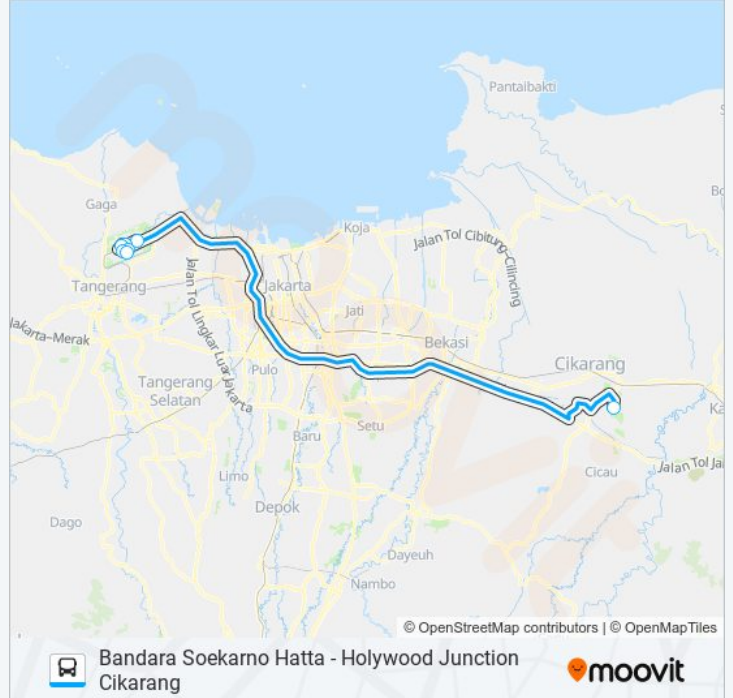 Pantaibakti
Gaga
Koja
Jalan Tol Cibitung-Cilincing
Tangerang
Jakarta
Jalan Tol Lingkar Luar Jakarta
Jati
Jakarta–Merak
Bekasi
Cikarang
Pulo
Tangerang
Selatan
Setu
Baru
Cicau
Jalan Tol Ja
Limo
Depok
Dago
Dayeuh
Nambo
© OpenStreetMap contributors | © OpenMapTiles
Bandara Soekarno Hatta - Holywood Junction
Cikarang
moovit